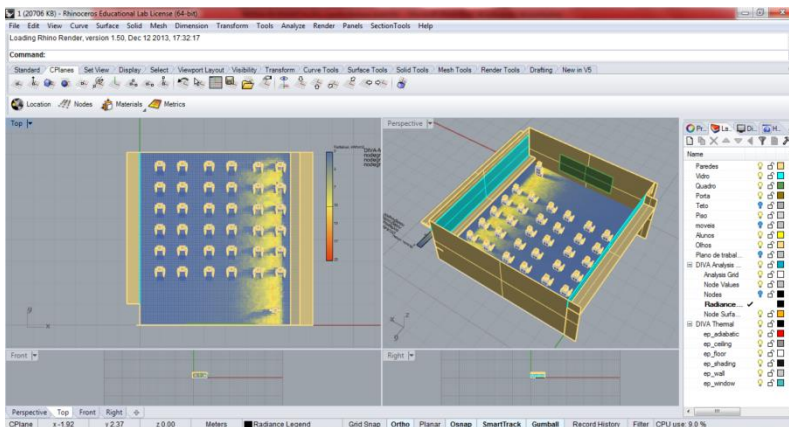 1 (20706 KB) - Rhinoceros Educational Lab License (64-bit)
File Edit View Curve Surface Solid Mesh Dimension Transform Tools Analyze Render Panels SectionTools Help
Loading Rhino Render, version 1.50, Dec 12 2013, 17:32:17
Command:
Standard CPlanes Set View Display Select Viewport Layout Visibility Transform Curve Tools Surface Tools Solid Tools Mesh Tools Render Tools Drafting New in V5
Location Nodes Materials Metrics
Top
Perspective
Pr.. La.. Di.. H..
Name
Paredes
Vidro
Quadro
Porta
Teto
Piso
moveis
Alunos
Olhos
Plano de trabal...
DIVA Analysis ...
Analysis Grid
Node Values
Nodes
Radiance...
Node Surfa...
DIVA Thermal
ep_adiabatic
ep_ceiling
ep_floor
ep_shading
ep_wall
ep_window
y
x
z
x
y
Front
Right
Perspective Top Front Right
CPlane x -1.92 y 2.37 z 0.00 Meters Radiance Legend Grid Snap Ortho Planar Osnap SmartTrack Gumball Record History Filter CPU use: 9.0 %